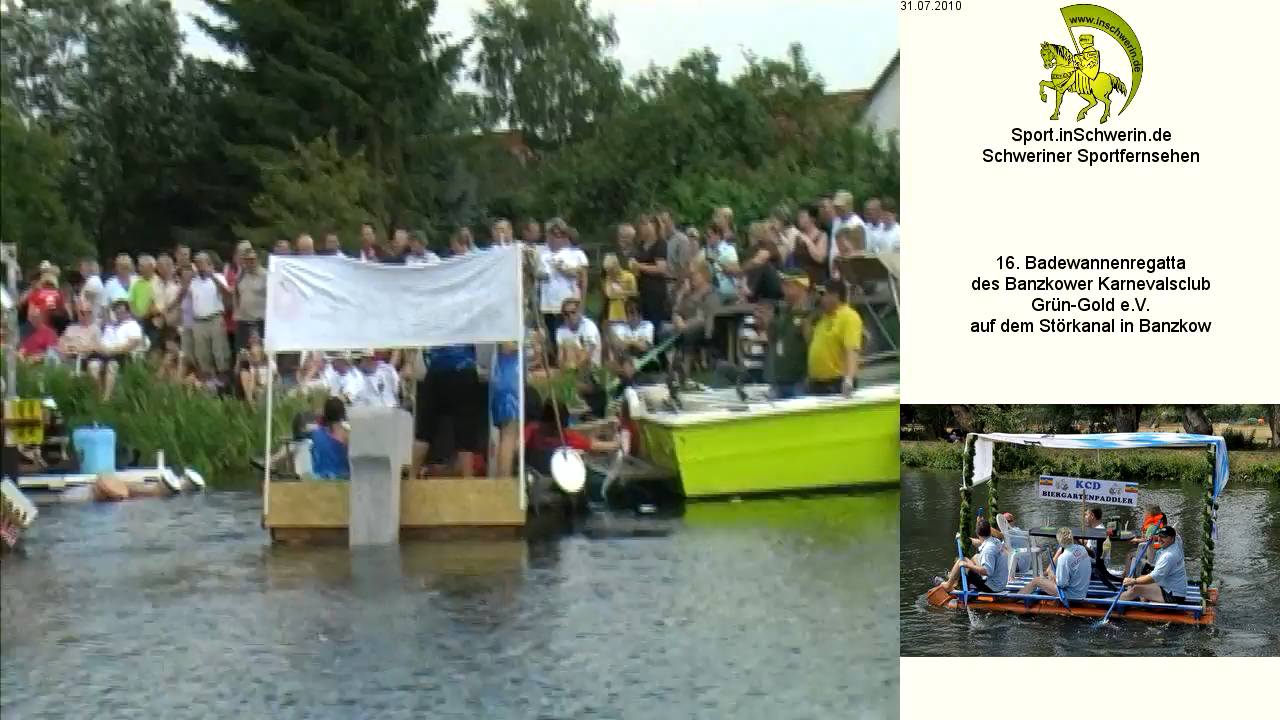 31.07.2010
www.inschwerin.de
Sport.inSchwerin.de
Schweriner Sportfernsehen
16. Badewannenregatta
des Banzkower Karnevalsclub
Grün-Gold e.V.
auf dem Störkanal in Banzkow
KCD
BIERGARTENPADDLER